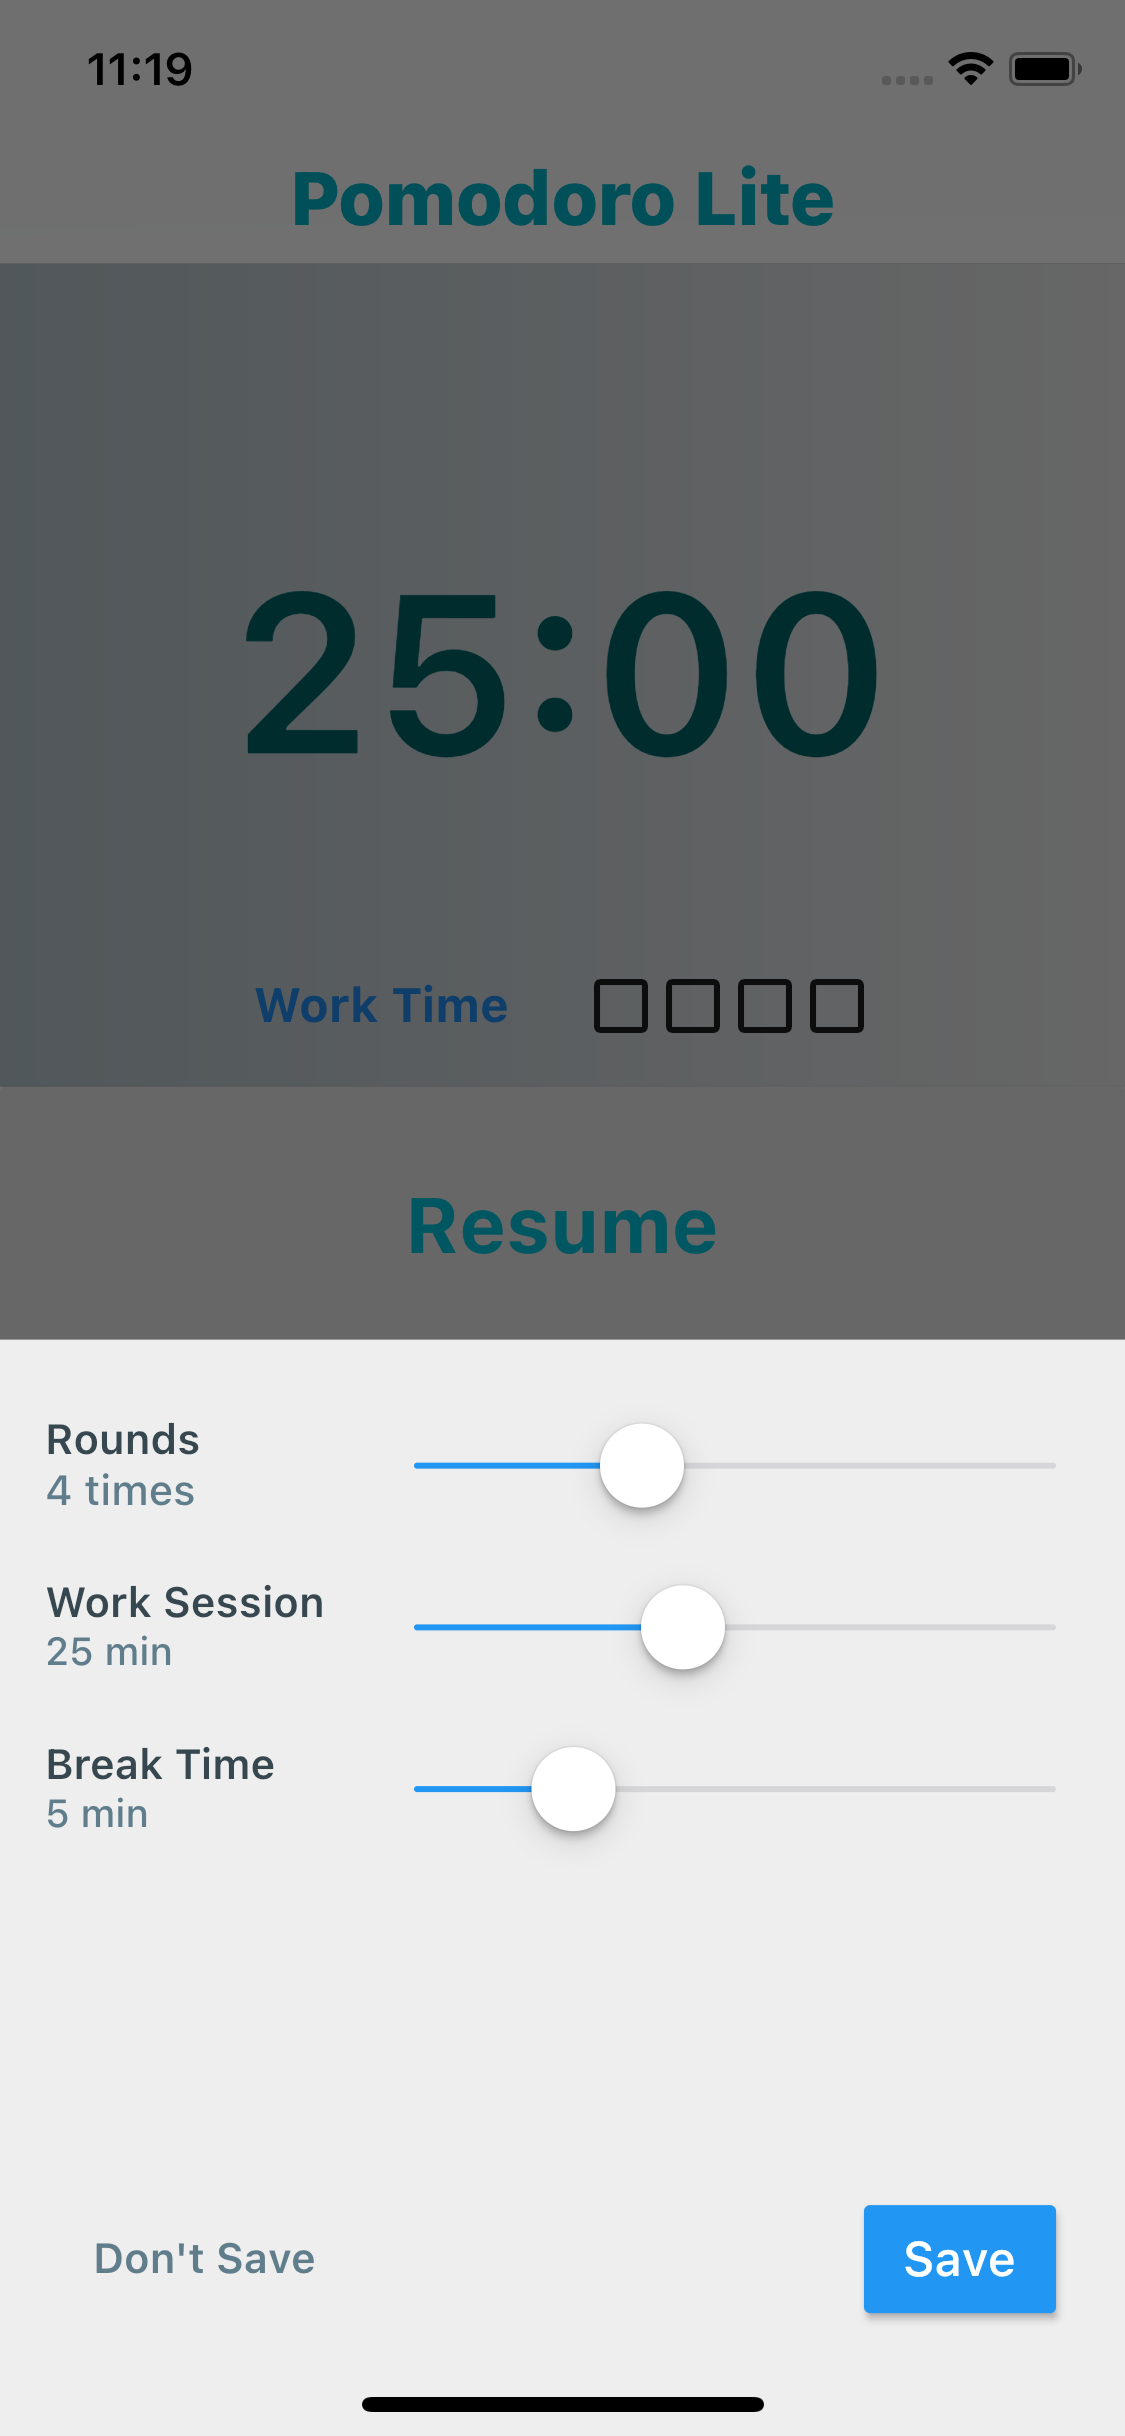 11:19
Pomodoro Lite
25:00
Work Time
Resume
Rounds
4 times
Work Session
25 min
Break Time
5 min
Don't Save
Save